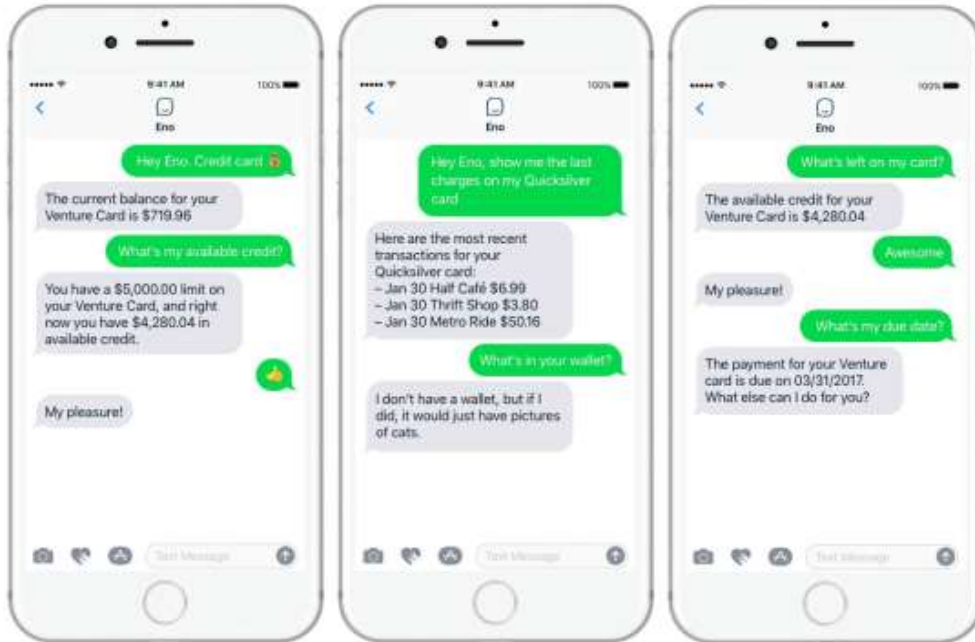 9:41 AM
100%
Eno
Hey Eno. Credit card 💰
The current balance for your
Venture Card is $719.96
What's my available credit?
You have a $5,000.00 limit on
your Venture Card, and right
now you have $4,280.04 in
available credit.
👍
My pleasure!
Text Message
9:41 AM
100%
Eno
Hey Eno, show me the last
charges on my Quicksilver
card
Here are the most recent
transactions for your
Quicksilver card:
– Jan 30 Half Café $6.99
– Jan 30 Thrift Shop $3.80
– Jan 30 Metro Ride $50.16
What's in your wallet?
I don't have a wallet, but if I
did, it would just have pictures
of cats.
Text Message
9:41 AM
100%
Eno
What's left on my card?
The available credit for your
Venture Card is $4,280.04
Awesome
My pleasure!
What's my due date?
The payment for your Venture
card is due on 03/31/2017.
What else can I do for you?
Text Message